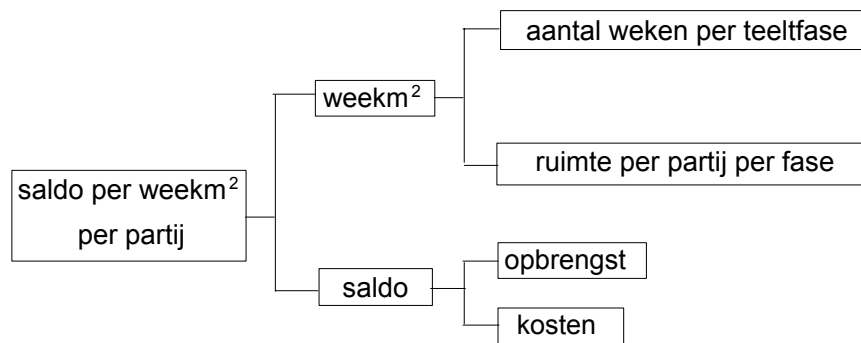 aantal weken per teeltfase
weekm²
ruimte per partij per fase
saldo per weekm²
per partij
opbrengst
saldo
kosten